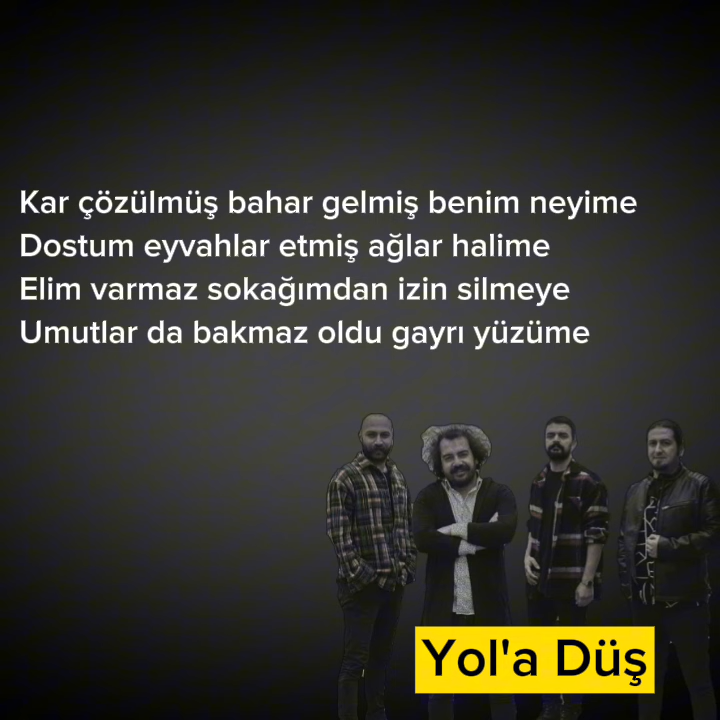 Kar çözülmüş bahar gelmiş benim neyime
Dostum eyvahlar etmiş ağlar halime
Elim varmaz sokağımdan izin silmeye
Umutlar da bakmaz oldu gayrı yüzüme
Yol'a Düş